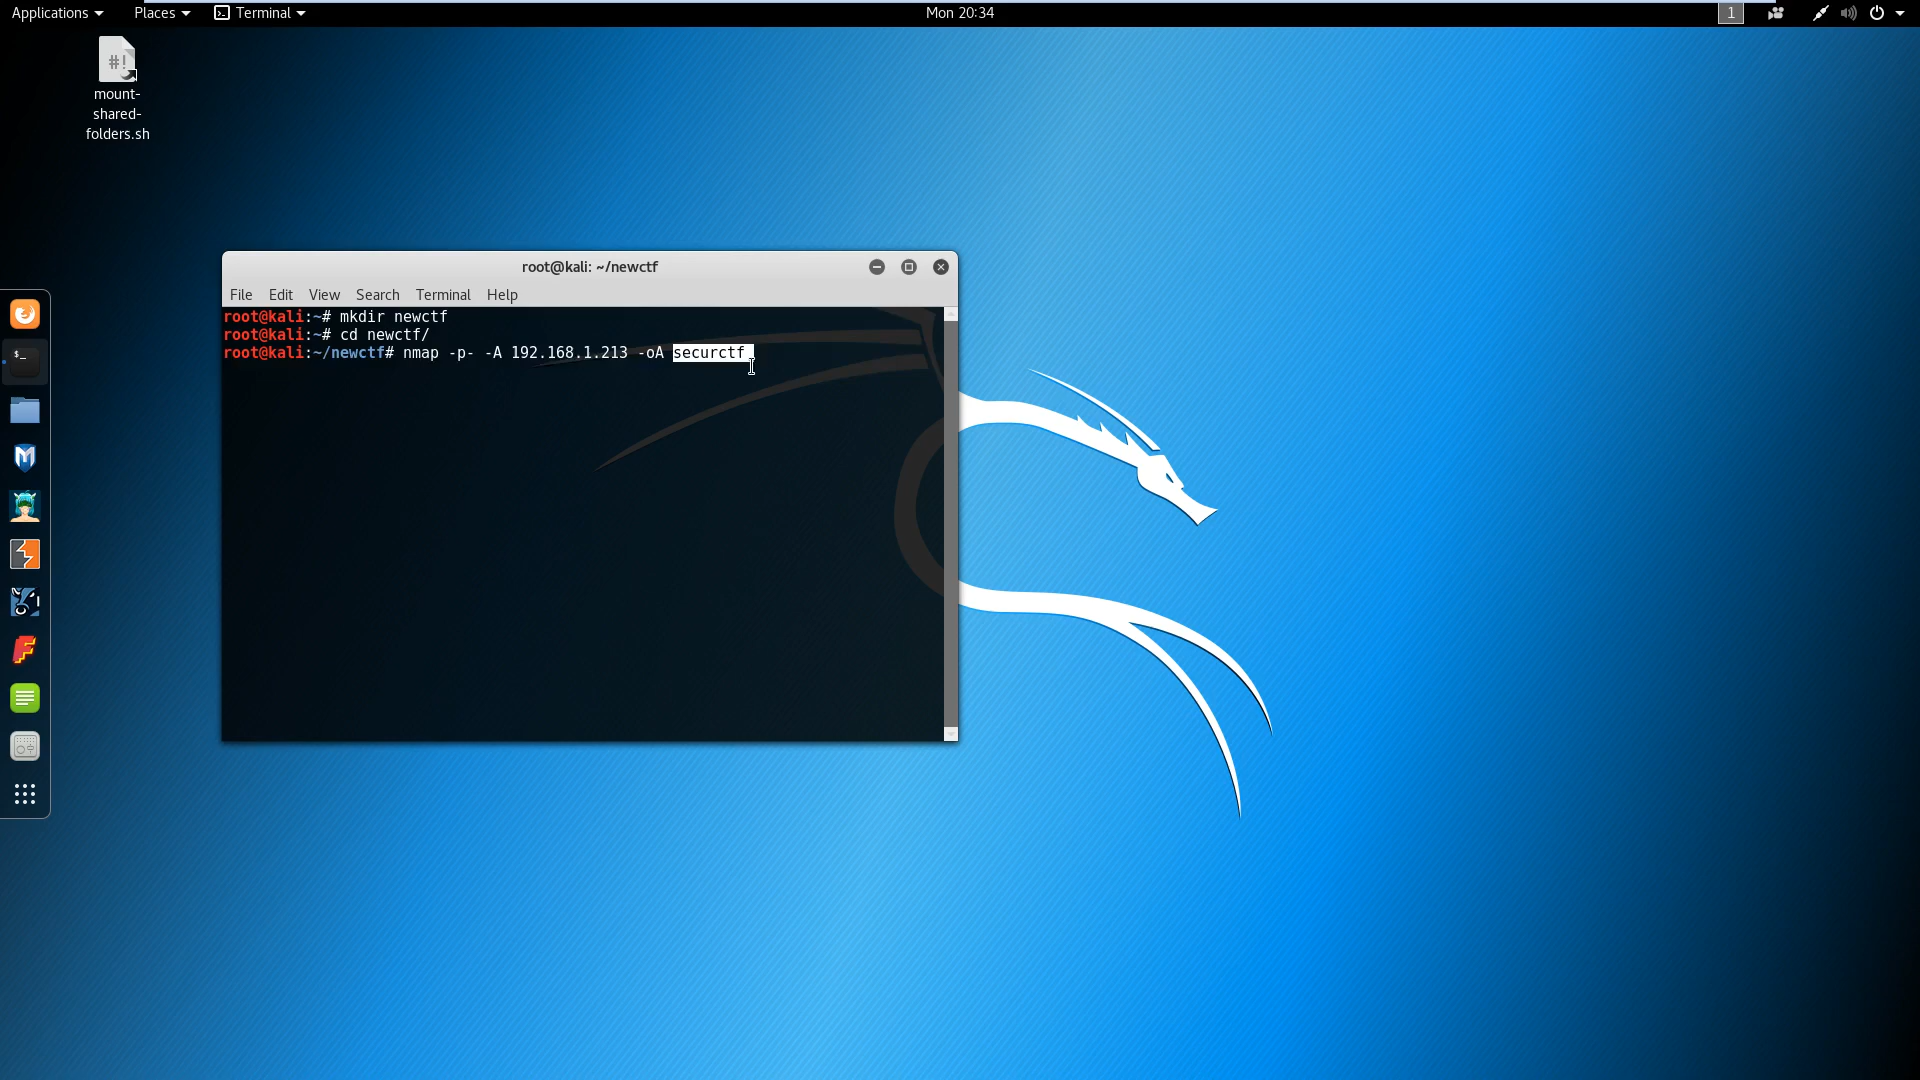 Applications Places Terminal Mon 20:34 1
#!
mount-
shared-
folders.sh
root@kali: ~/newctf
File Edit View Search Terminal Help
root@kali:~# mkdir newctf
root@kali:~# cd newctf/
root@kali:~/newctf# nmap -p- -A 192.168.1.213 -oA securctf
$_